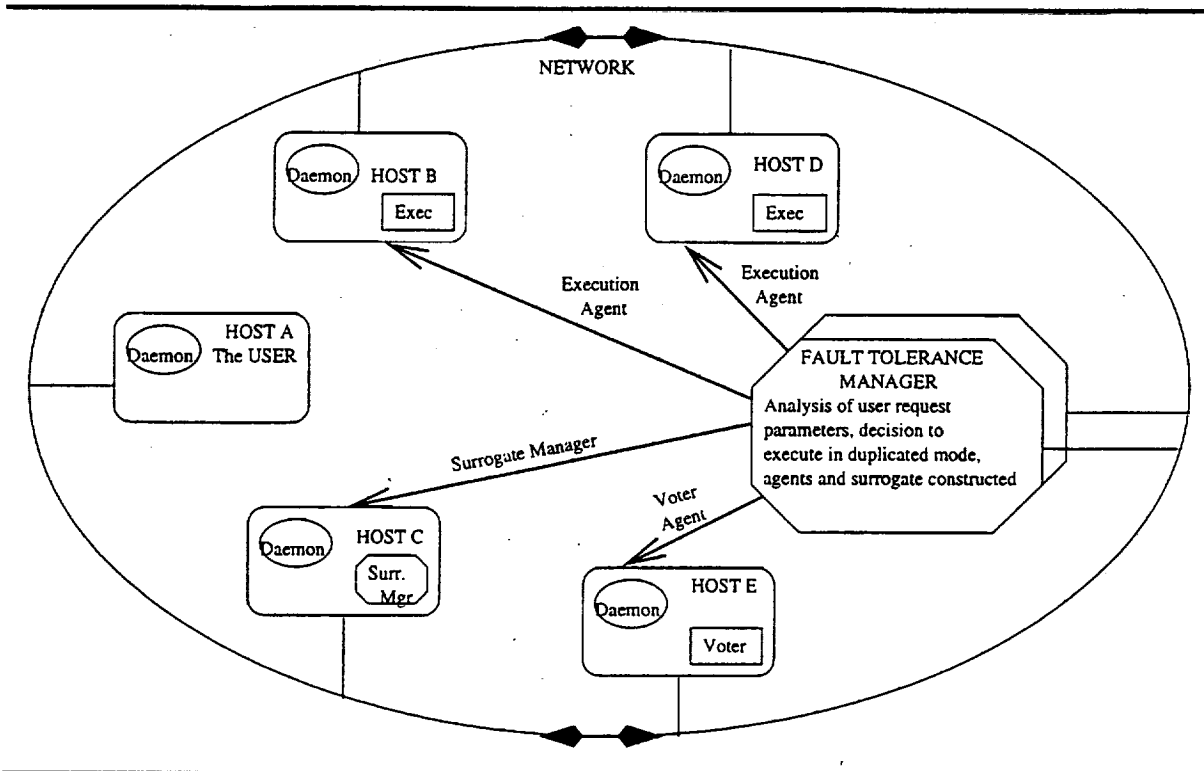 NETWORK
Daemon
HOST B
Exec
Daemon
HOST D
Exec
Execution
Agent
Execution
Agent
HOST A
Daemon
The USER
FAULT TOLERANCE
MANAGER
Analysis of user request
parameters, decision to
execute in duplicated mode,
agents and surrogate constructed
Surrogate Manager
Voter
Agent
HOST C
Daemon
Surr.
Mgr
HOST E
Daemon
Voter